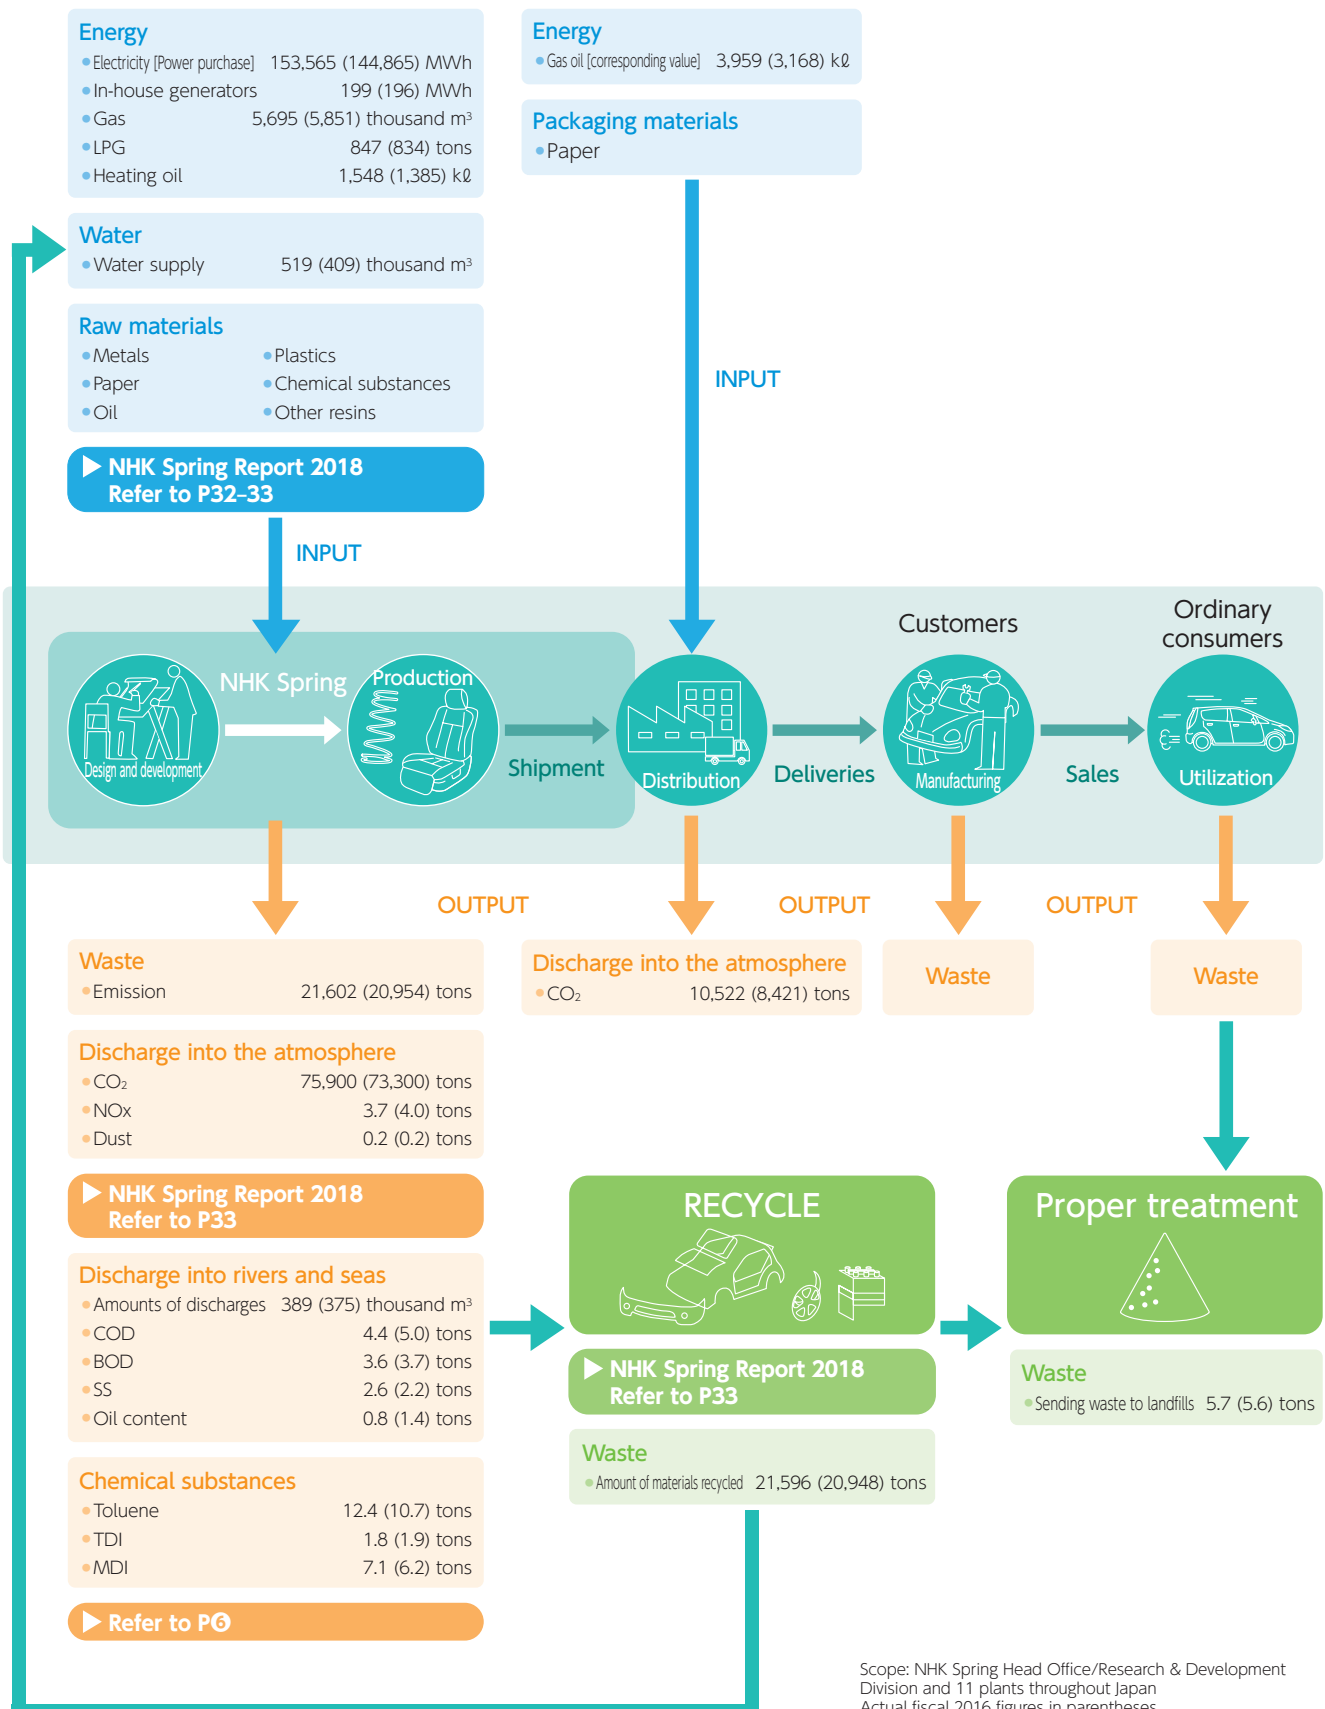 Energy
•Electricity [Power purchase] 153,565 (144,865) MWh
•In-house generators 199 (196) MWh
•Gas 5,695 (5,851) thousand m³
•LPG 847 (834) tons
•Heating oil 1,548 (1,385) kℓ
Water
•Water supply 519 (409) thousand m³
Raw materials
•Metals •Plastics
•Paper •Chemical substances
•Oil •Other resins
▶ NHK Spring Report 2018
Refer to P32–33
INPUT
Energy
•Gas oil [corresponding value] 3,959 (3,168) kℓ
Packaging materials
•Paper
INPUT
NHK Spring
Design and development
Production
Shipment
Distribution
Deliveries
Customers
Manufacturing
Sales
Ordinary
consumers
Utilization
OUTPUT
OUTPUT
OUTPUT
Waste
•Emission 21,602 (20,954) tons
Discharge into the atmosphere
•CO₂ 75,900 (73,300) tons
•NOx 3.7 (4.0) tons
•Dust 0.2 (0.2) tons
▶ NHK Spring Report 2018
Refer to P33
Discharge into rivers and seas
•Amounts of discharges 389 (375) thousand m³
•COD 4.4 (5.0) tons
•BOD 3.6 (3.7) tons
•SS 2.6 (2.2) tons
•Oil content 0.8 (1.4) tons
Chemical substances
•Toluene 12.4 (10.7) tons
•TDI 1.8 (1.9) tons
•MDI 7.1 (6.2) tons
▶ Refer to P❻
Discharge into the atmosphere
•CO₂ 10,522 (8,421) tons
Waste
Waste
RECYCLE
▶ NHK Spring Report 2018
Refer to P33
Waste
•Amount of materials recycled 21,596 (20,948) tons
Proper treatment
Waste
•Sending waste to landfills 5.7 (5.6) tons
Scope: NHK Spring Head Office/Research & Development
Division and 11 plants throughout Japan
Actual fiscal 2016 figures in parentheses